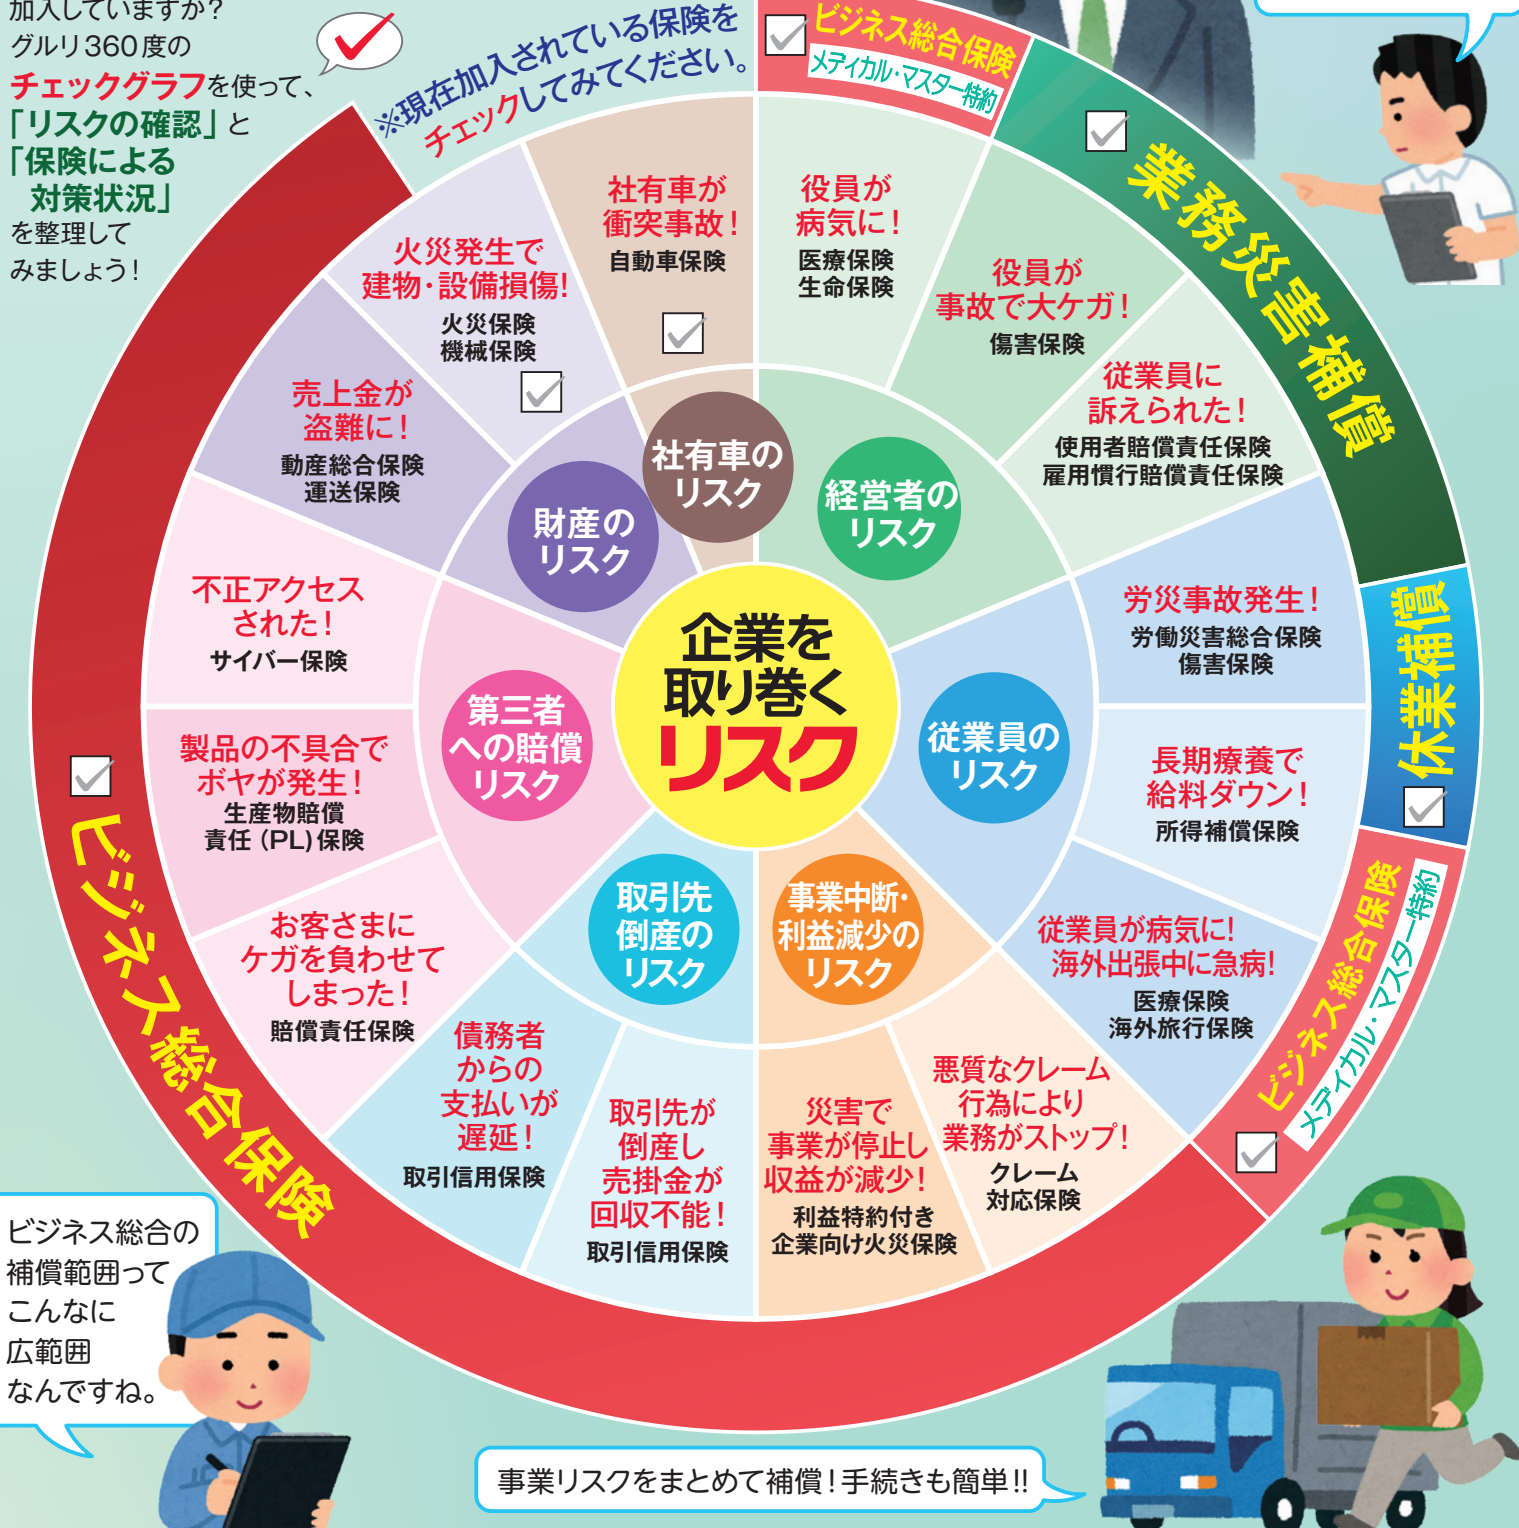 加入していますか？
グルリ360度の
チェックグラフを使って、
「リスクの確認」と
「保険による
対策状況」
を整理して
みましょう！
※現在加入されている保険を
チェックしてみてください。
ビジネス総合保険
メディカル・マスター特約
業務災害補償
休業補償
ビジネス総合保険
メディカル・マスター特約
ビジネス総合保険
企業を
取り巻く
リスク
経営者の
リスク
役員が
病気に！
医療保険
生命保険
役員が
事故で大ケガ！
傷害保険
従業員に
訴えられた！
使用者賠償責任保険
雇用慣行賠償責任保険
従業員の
リスク
労災事故発生！
労働災害総合保険
傷害保険
長期療養で
給料ダウン！
所得補償保険
従業員が病気に！
海外出張中に急病！
医療保険
海外旅行保険
事業中断・
利益減少の
リスク
悪質なクレーム
行為により
業務がストップ！
クレーム
対応保険
災害で
事業が停止し
収益が減少！
利益特約付き
企業向け火災保険
取引先
倒産の
リスク
取引先が
倒産し
売掛金が
回収不能！
取引信用保険
債務者
からの
支払いが
遅延！
取引信用保険
第三者
への賠償
リスク
お客さまに
ケガを負わせて
しまった！
賠償責任保険
製品の不具合で
ボヤが発生！
生産物賠償
責任（PL）保険
不正アクセス
された！
サイバー保険
財産の
リスク
売上金が
盗難に！
動産総合保険
運送保険
火災発生で
建物・設備損傷！
火災保険
機械保険
社有車の
リスク
社有車が
衝突事故！
自動車保険
ビジネス総合の
補償範囲って
こんなに
広範囲
なんですね。
事業リスクをまとめて補償！手続きも簡単!!